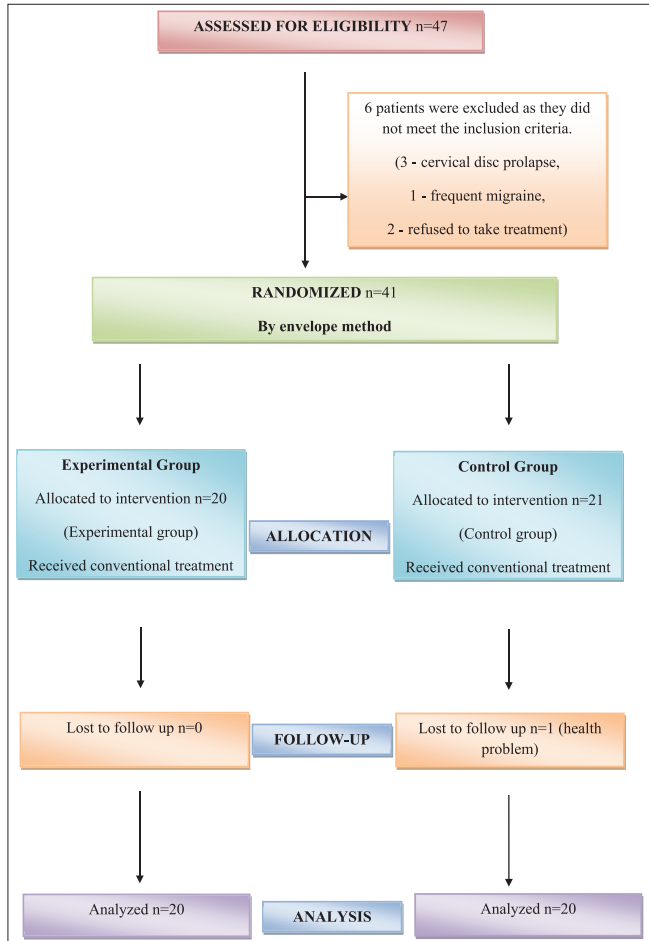 ASSESSED FOR ELIGIBILITY n=47
6 patients were excluded as they did
not meet the inclusion criteria.
(3 - cervical disc prolapse,
1 - frequent migraine,
2 - refused to take treatment)
RANDOMIZED n=41
By envelope method
Experimental Group
Allocated to intervention n=20
(Experimental group)
Received conventional treatment
ALLOCATION
Control Group
Allocated to intervention n=21
(Control group)
Received conventional treatment
Lost to follow up n=0
FOLLOW-UP
Lost to follow up n=1 (health
problem)
Analyzed n=20
ANALYSIS
Analyzed n=20